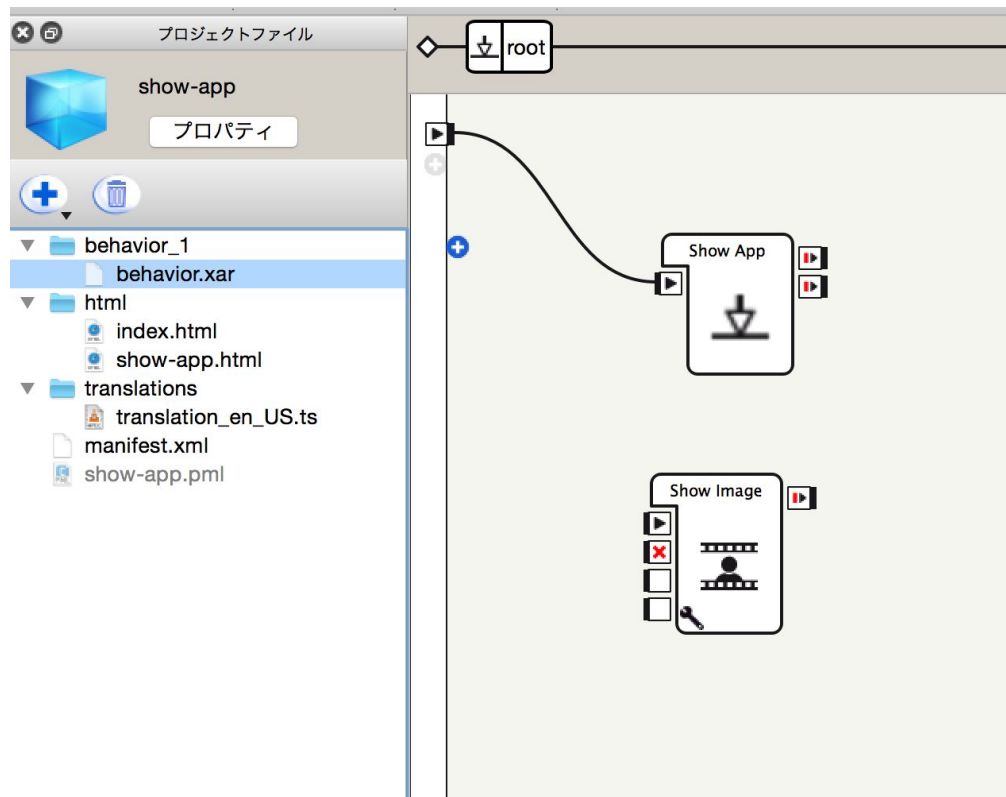 プロジェクトファイル
show-app
プロパティ
behavior_1
behavior.xar
html
index.html
show-app.html
translations
translation_en_US.ts
manifest.xml
show-app.pml
root
Show App
Show Image